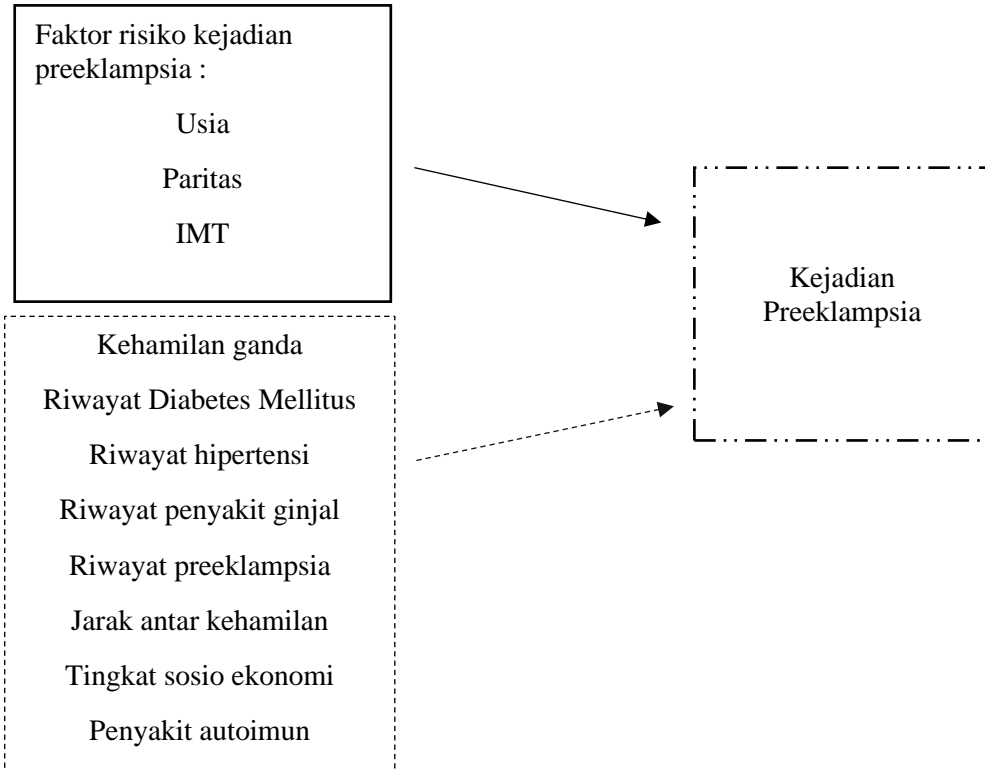 Faktor risiko kejadian
preeklampsia :
Usia
Paritas
IMT
Kehamilan ganda
Riwayat Diabetes Mellitus
Riwayat hipertensi
Riwayat penyakit ginjal
Riwayat preeklampsia
Jarak antar kehamilan
Tingkat sosio ekonomi
Penyakit autoimun
Kejadian
Preeklampsia